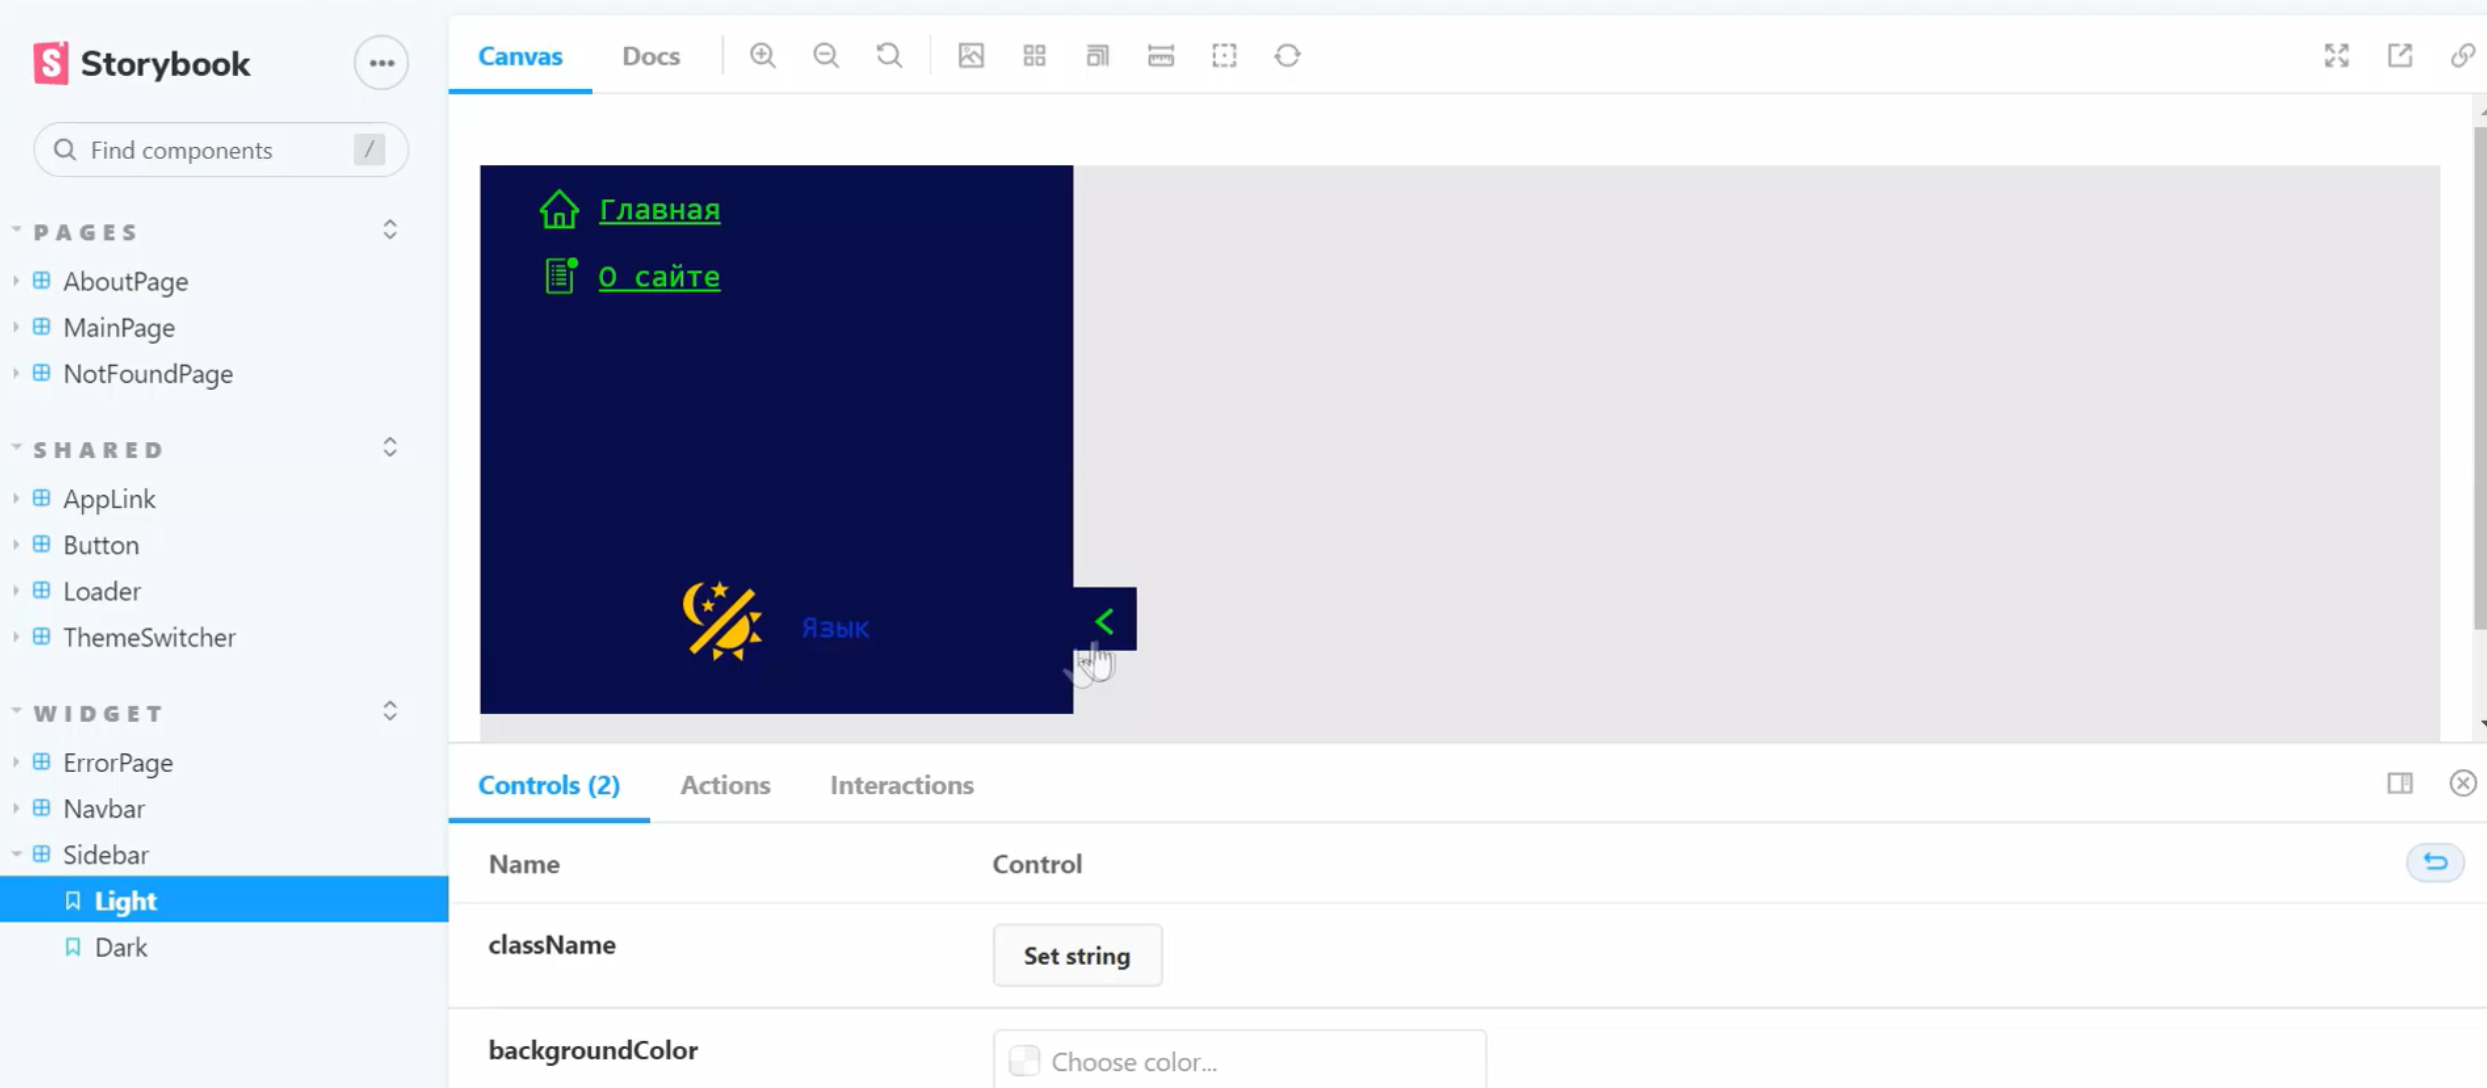 Storybook
Find components /
PAGES
AboutPage
MainPage
NotFoundPage
SHARED
AppLink
Button
Loader
ThemeSwitcher
WIDGET
ErrorPage
Navbar
Sidebar
Light
Dark
Canvas Docs
Главная
О сайте
Язык
<
Controls (2) Actions Interactions
Name Control
className Set string
backgroundColor Choose color...